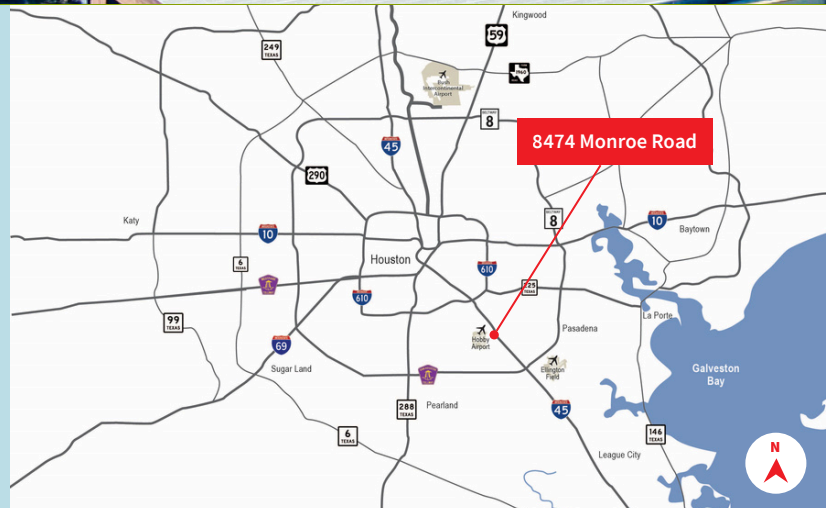 Kingwood
59
249
TEXAS
Bush
Intercontinental
Airport
1960
8
45
8474 Monroe Road
290
8
10
Katy
10
Baytown
6
TEXAS
Houston
610
610
225
TEXAS
99
TEXAS
La Porte
Hobby
Airport
Pasadena
69
Sugar Land
Ellington
Field
Galveston
Bay
288
TEXAS
Pearland
45
6
TEXAS
146
TEXAS
League City
N